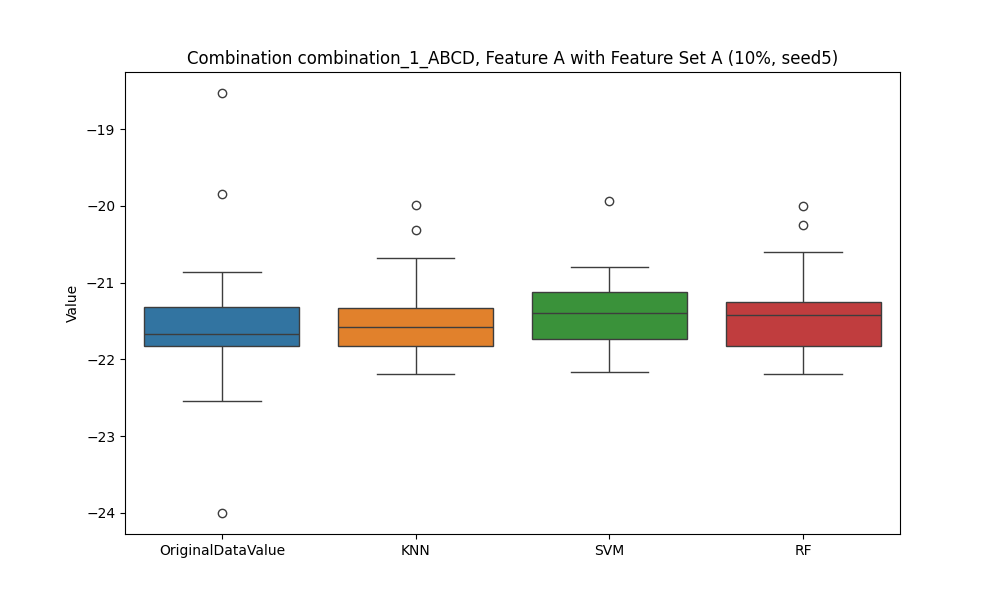 Combination combination_1_ABCD, Feature A with Feature Set A (10%, seed5)
Value
−19
−20
−21
−22
−23
−24
OriginalDataValue
KNN
SVM
RF